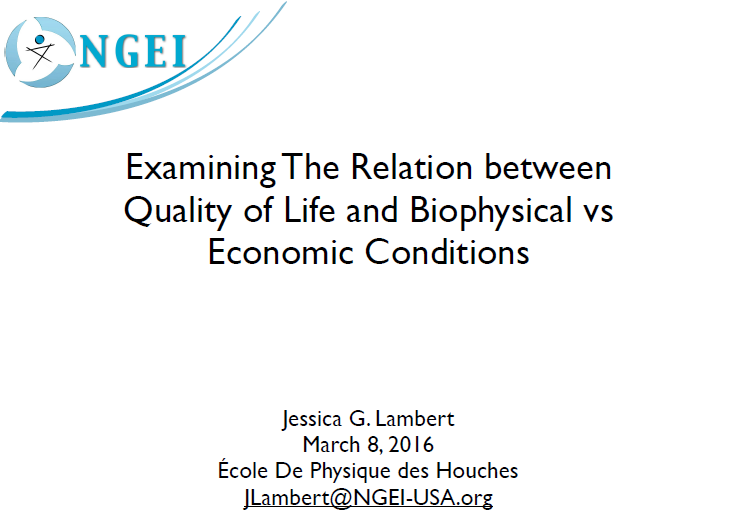 NGEI
Examining The Relation between
Quality of Life and Biophysical vs
Economic Conditions
Jessica G. Lambert
March 8, 2016
École De Physique des Houches
JLambert@NGEI-USA.org